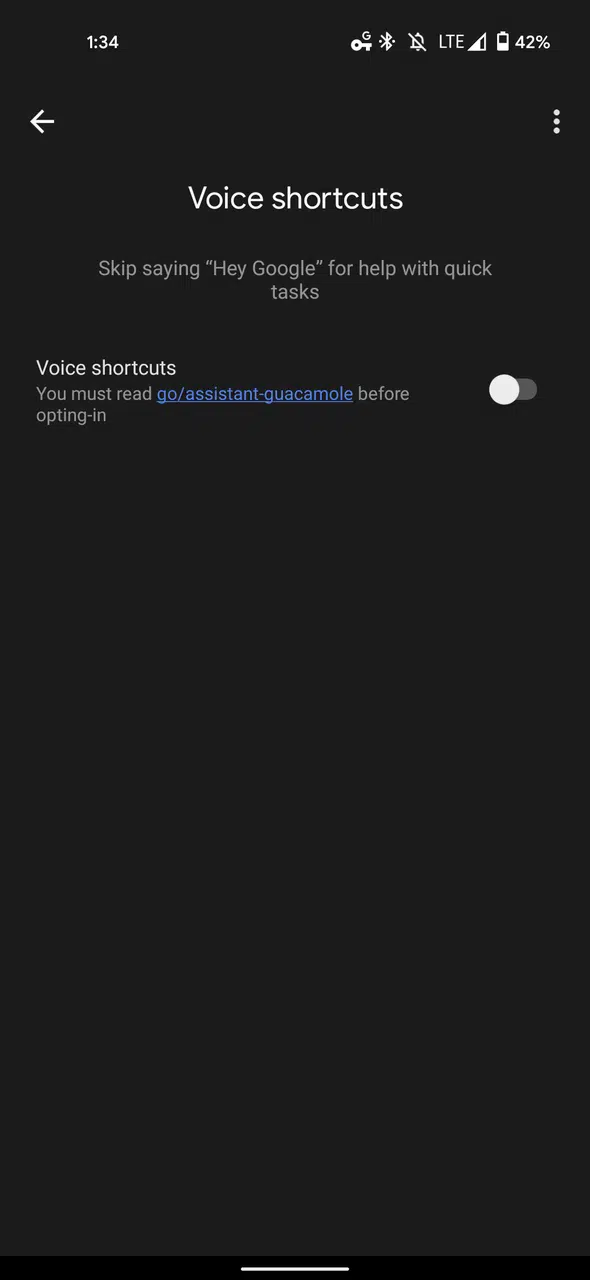 1:34 G LTE 42%
Voice shortcuts
Skip saying “Hey Google” for help with quick
tasks
Voice shortcuts
You must read go/assistant-guacamole before
opting-in